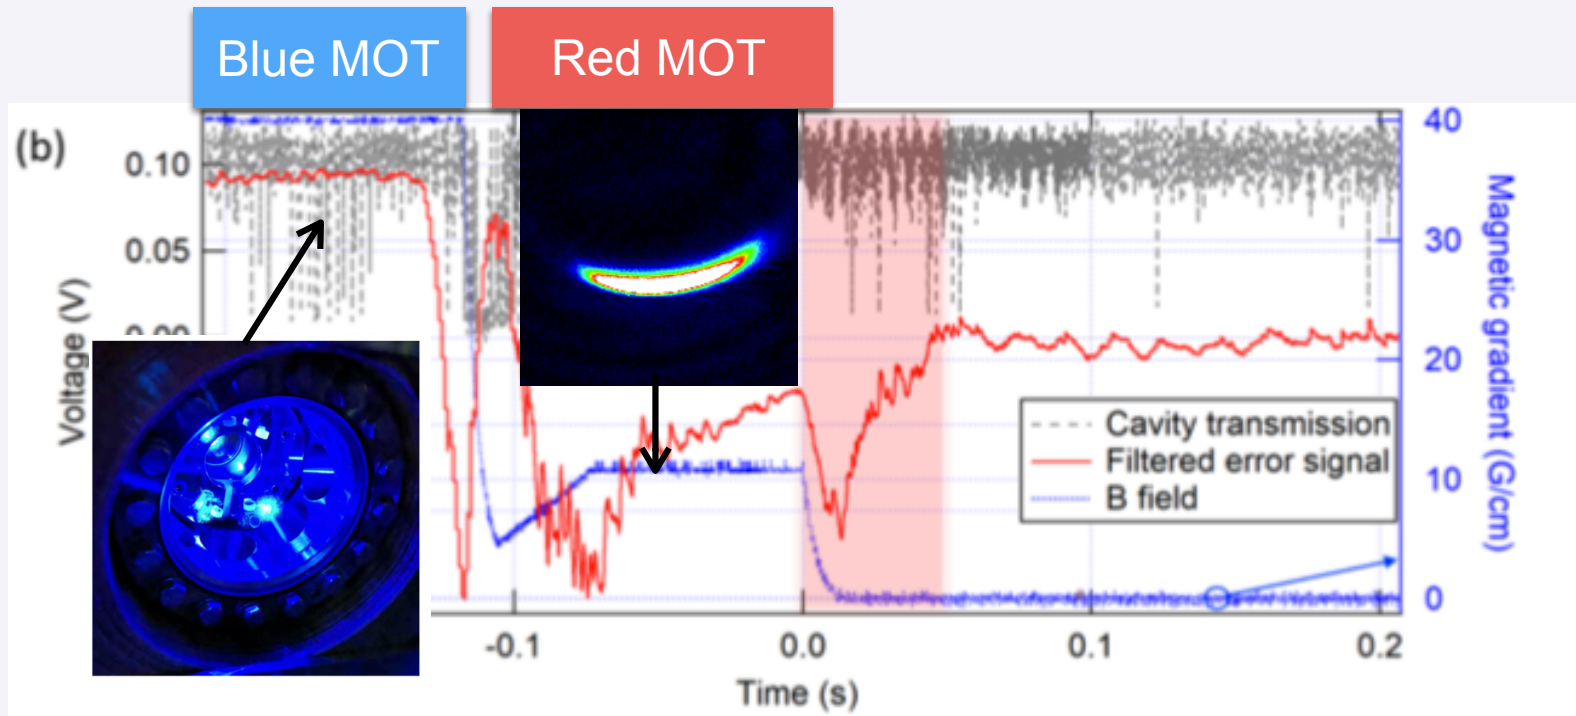 Blue MOT
Red MOT
(b)
0.10
0.05
0.00
Voltage (V)
40
30
20
10
0
Magnetic gradient (G/cm)
Cavity transmission
Filtered error signal
B field
-0.1
0.0
0.1
0.2
Time (s)